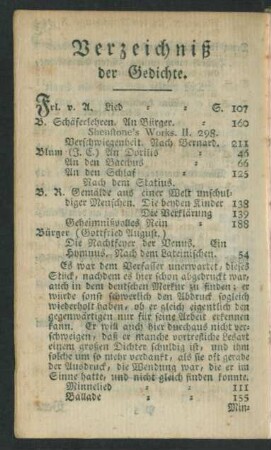 Verzeichniß
der Gedichte.
Frl. v. A. Lied = = S. 107
B. Schäferlehren. An Bürger. = 160
Shenstone's Works. II. 298.
Verschwiegenheit. Nach Bernard. 211
Blum (J. C.) An Dorilis = 46
An den Bacchus = = 66
An den Schlaf = = 125
Nach dem Statius.
B. R. Gemälde aus einer Welt unschul-
diger Menschen. Die beyden Kinder 138
Die Verklärung 139
Geheimnißvolles Nein = 188
Bürger (Gottfried August.)
Die Nachtfeyer der Venus. Ein
Hymnus. Nach dem Lateinischen. 54
Es war dem Verfasser unerwartet, dieses
Stück, nachdem es hier schon abgedruckt war,
auch in dem deutschen Merkur zu finden; er
würde sonst schwerlich den Abdruck sogleich
wiederholt haben, ob er gleich eigentlich den
gegenwärtigen nur für seine Arbeit erkennen
kann. Er will auch hier durchaus nicht ver-
schweigen, daß er manche vortrefliche Lesart
einem großen Dichter schuldig ist, und ihm
solche um so mehr verdankt, als sie oft gerade
der Ausdruck, die Wendung war, die er im
Sinne hatte, und nicht gleich finden konnte.
Minnelied = = 111
Ballade = = 155
Min-